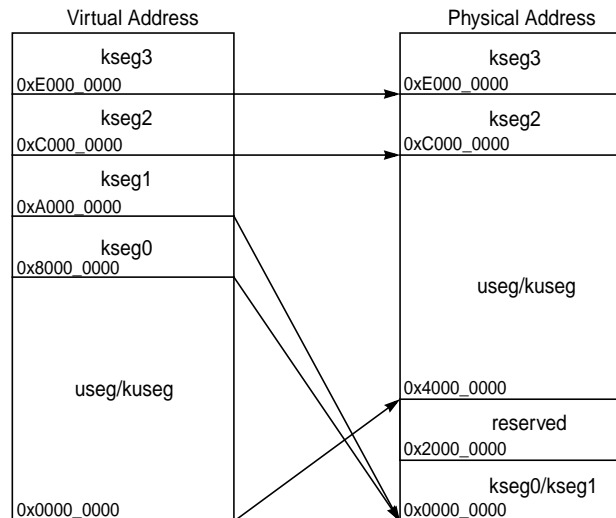 Virtual Address
kseg3
0xE000_0000
kseg2
0xC000_0000
kseg1
0xA000_0000
kseg0
0x8000_0000
useg/kuseg
0x0000_0000
Physical Address
kseg3
0xE000_0000
kseg2
0xC000_0000
useg/kuseg
0x4000_0000
reserved
0x2000_0000
kseg0/kseg1
0x0000_0000